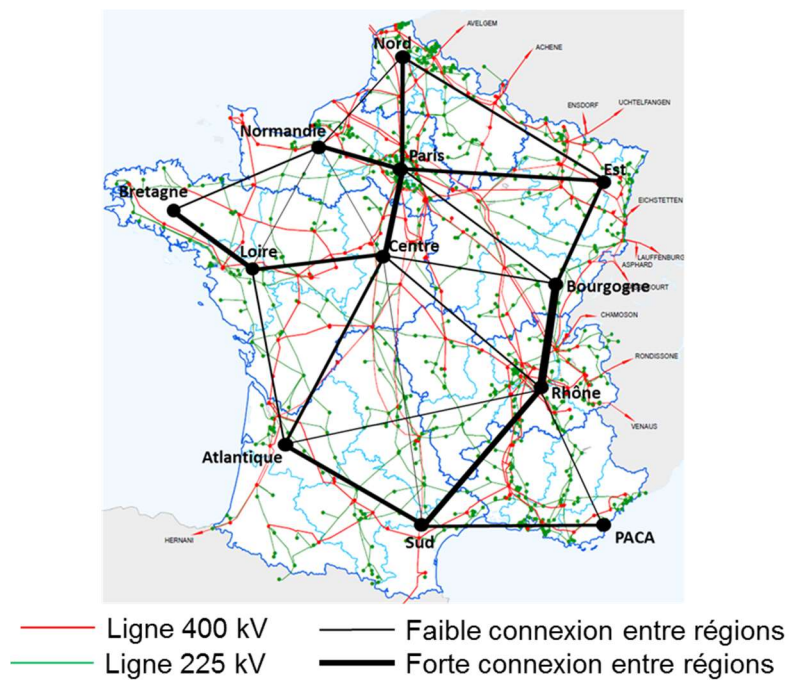 AVELGEM
Nord
ACHENE
ENSDORF
UCHTELFANGEN
Normandie
Paris
Est
Bretagne
EICHSTETTEN
Loire
Centre
LAUFFENBURG
ASPHARD
Bourgogne
CHAMOSON
RONDISSONE
Rhône
VENAUS
Atlantique
HERNANI
Sud
PACA
Ligne 400 kV
Faible connexion entre régions
Ligne 225 kV
Forte connexion entre régions